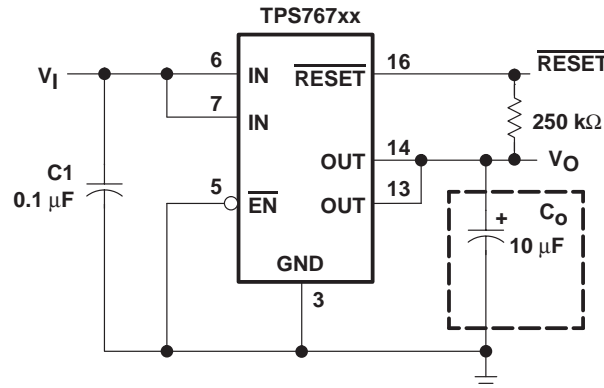 TPS767xx
V_I
6
IN
RESET
16
RESET
7
IN
250 kΩ
C1
0.1 μF
OUT
14
V_O
5
EN
OUT
13
+
C_O
10 μF
GND
3